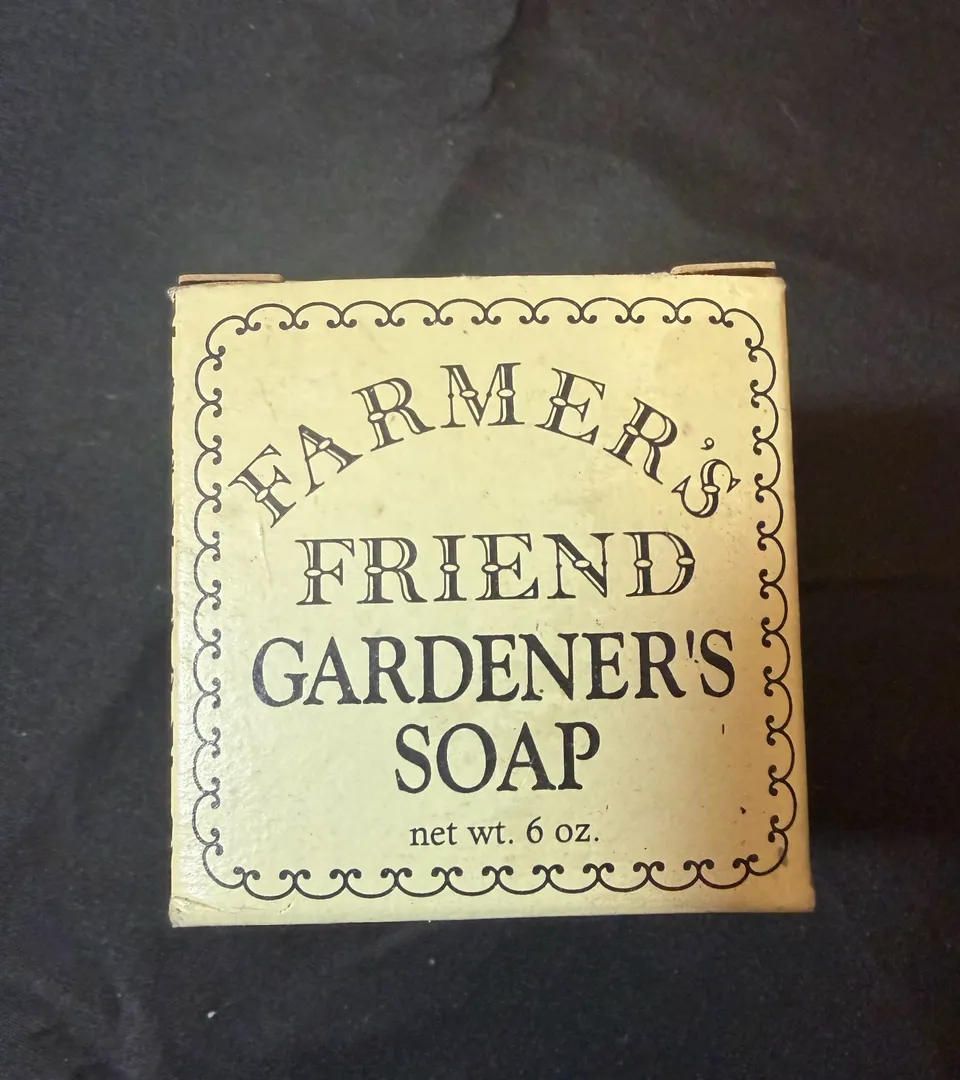 FARMER'S
FRIEND
GARDENER'S
SOAP
net wt. 6 oz.